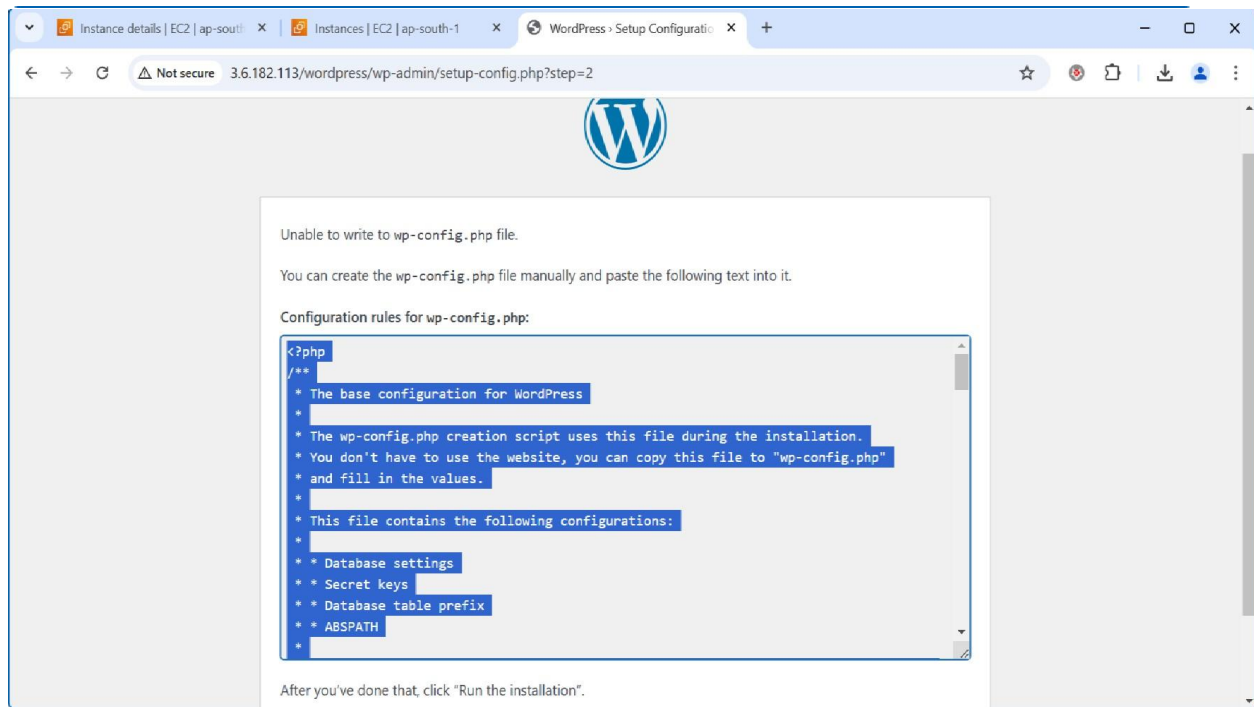 Instance details | EC2 | ap-south
Instances | EC2 | ap-south-1
WordPress › Setup Configuratio
Not secure 3.6.182.113/wordpress/wp-admin/setup-config.php?step=2
W
Unable to write to wp-config.php file.
You can create the wp-config.php file manually and paste the following text into it.
Configuration rules for wp-config.php:
<?php
/**
* The base configuration for WordPress
*
* The wp-config.php creation script uses this file during the installation.
* You don't have to use the website, you can copy this file to "wp-config.php"
* and fill in the values.
*
* This file contains the following configurations:
*
* * Database settings
* * Secret keys
* * Database table prefix
* * ABSPATH
*
After you've done that, click “Run the installation”.